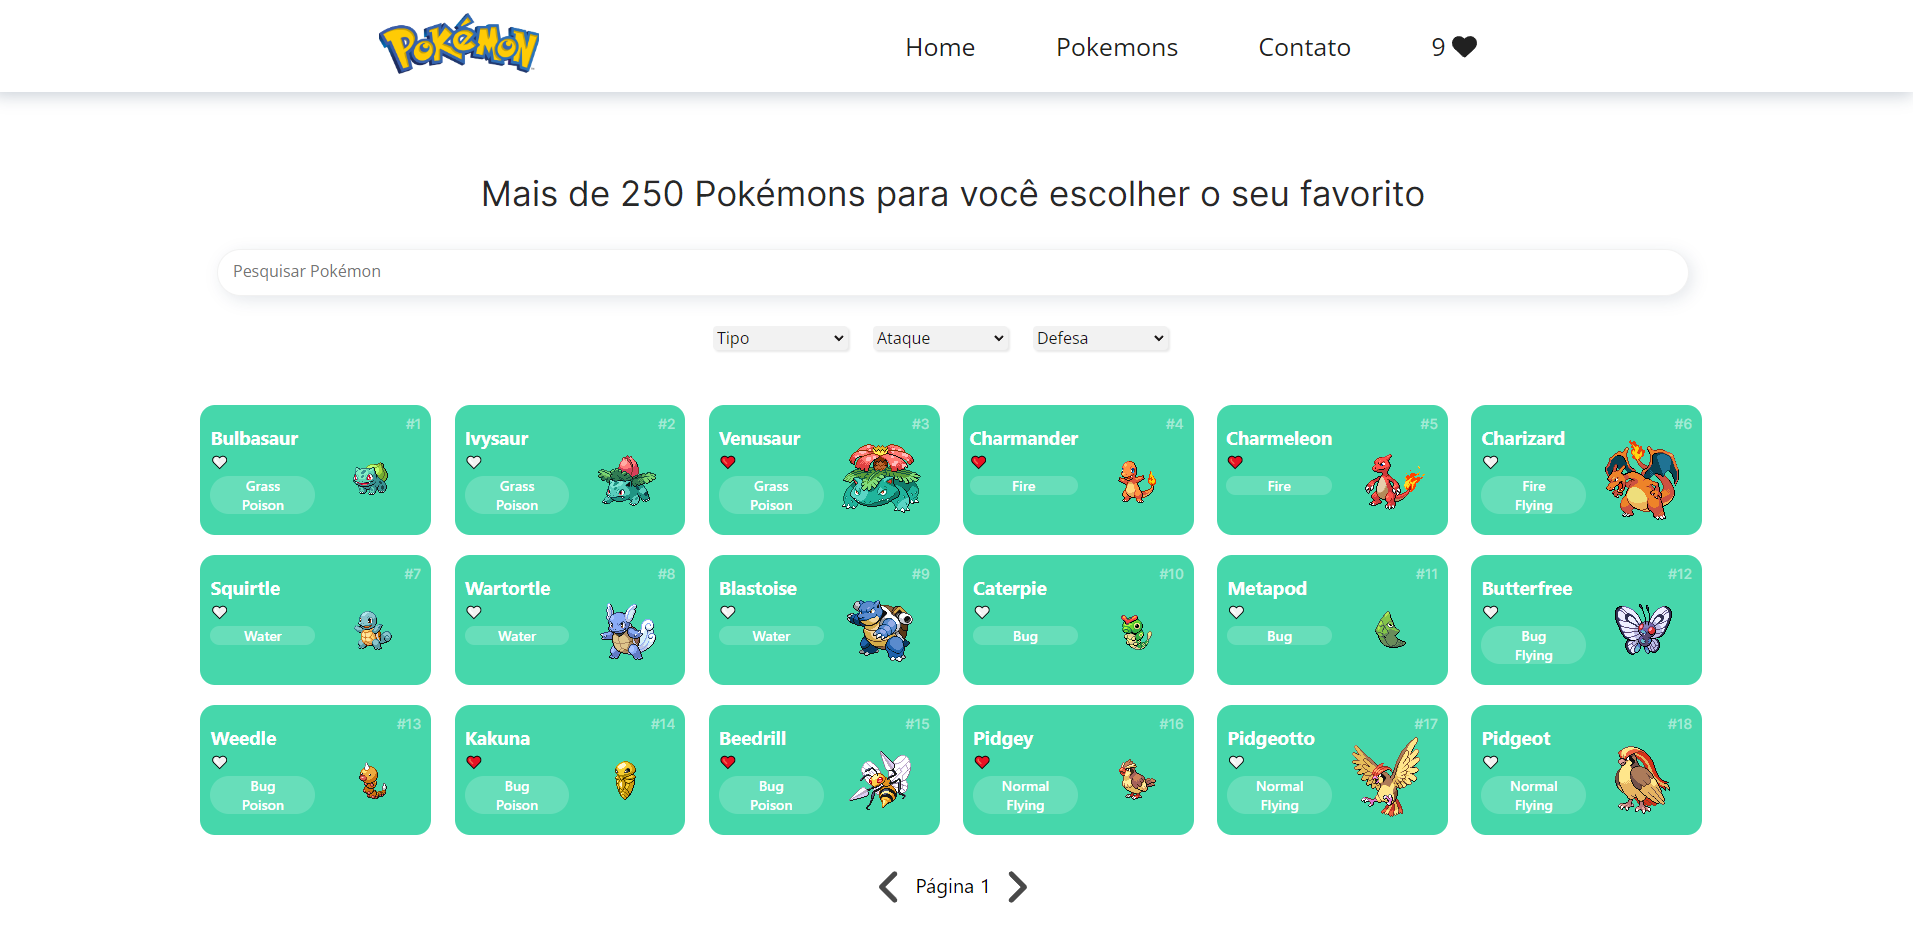 POKÉMON
Home Pokemons Contato 9
Mais de 250 Pokémons para você escolher o seu favorito
Pesquisar Pokémon
Tipo Ataque Defesa
#1
Bulbasaur
Grass
Poison
#2
Ivysaur
Grass
Poison
#3
Venusaur
Grass
Poison
#4
Charmander
Fire
#5
Charmeleon
Fire
#6
Charizard
Fire
Flying
#7
Squirtle
Water
#8
Wartortle
Water
#9
Blastoise
Water
#10
Caterpie
Bug
#11
Metapod
Bug
#12
Butterfree
Bug
Flying
#13
Weedle
Bug
Poison
#14
Kakuna
Bug
Poison
#15
Beedrill
Bug
Poison
#16
Pidgey
Normal
Flying
#17
Pidgeotto
Normal
Flying
#18
Pidgeot
Normal
Flying
Página 1